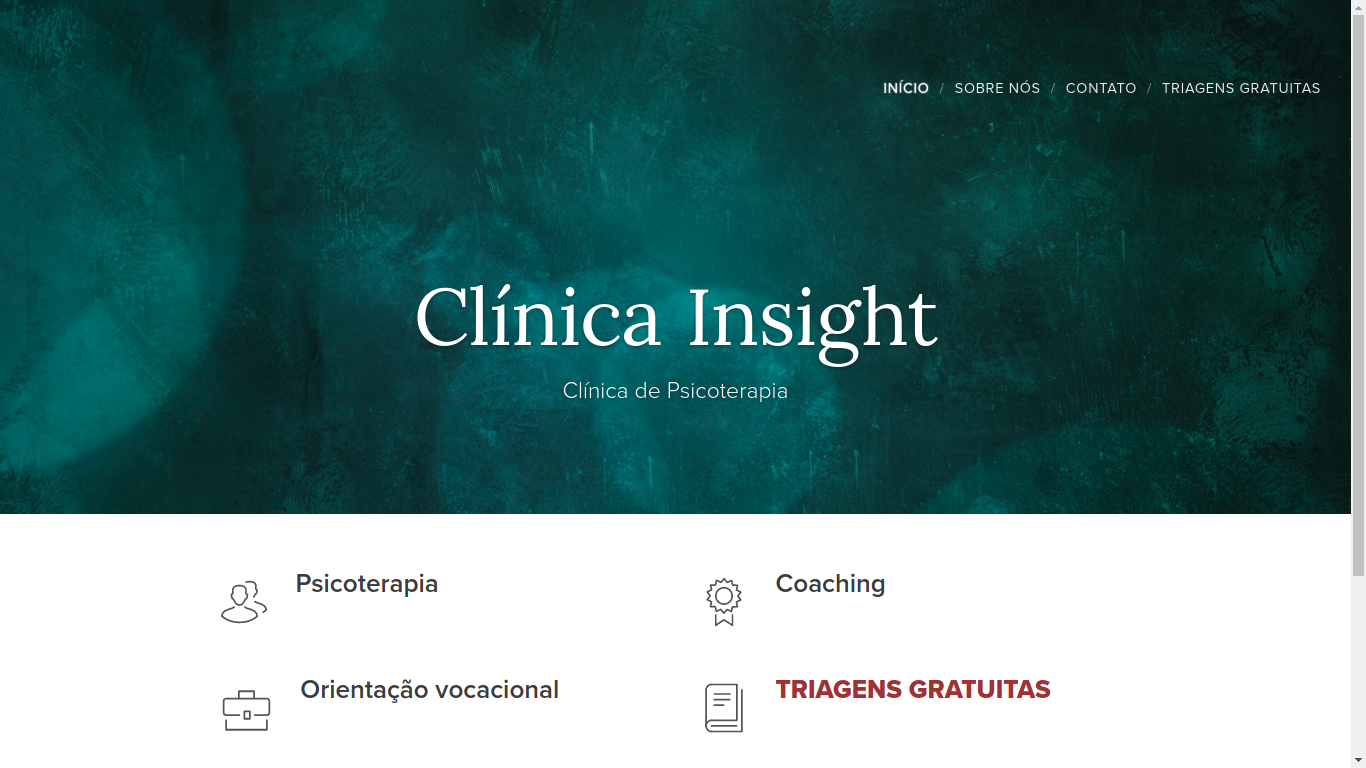 INÍCIO / SOBRE NÓS / CONTATO / TRIAGENS GRATUITAS
Clínica Insight
Clínica de Psicoterapia
Psicoterapia
Coaching
Orientação vocacional
TRIAGENS GRATUITAS